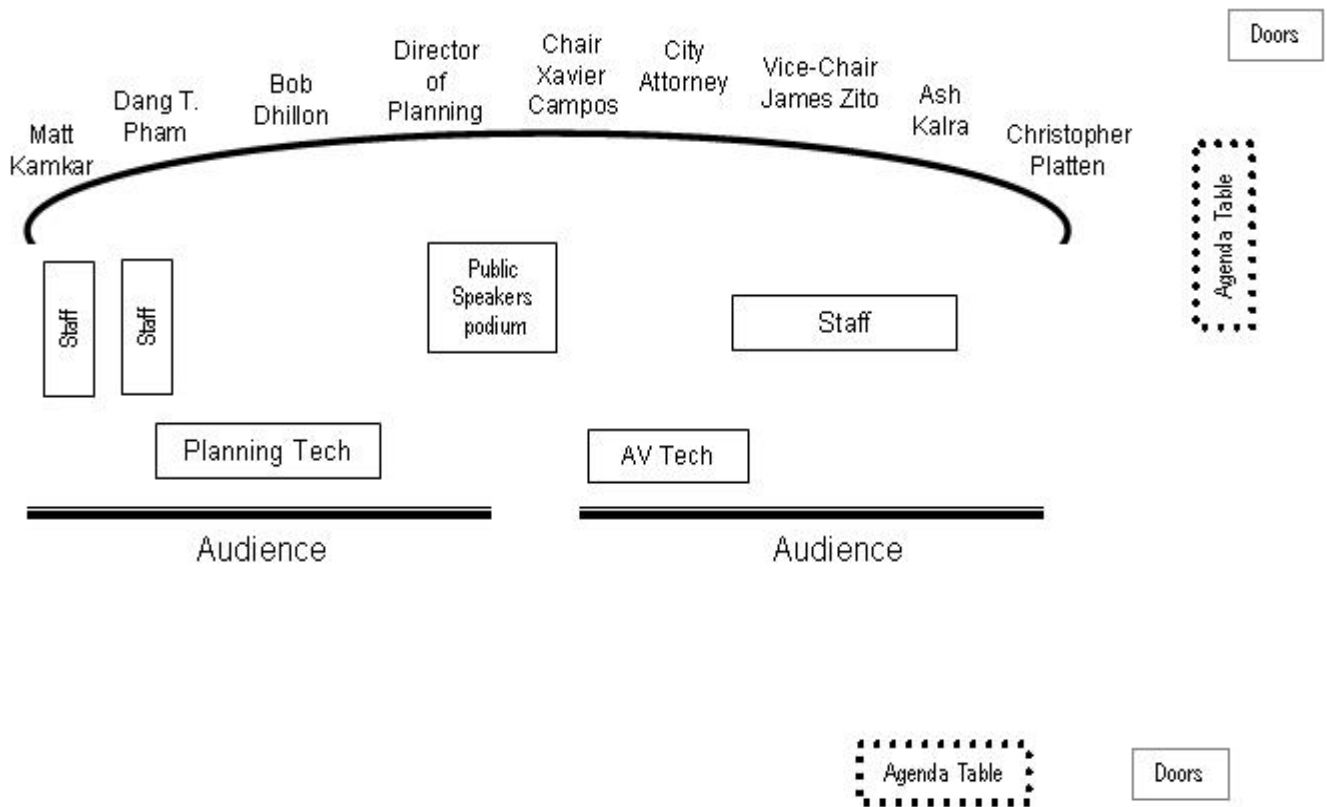 Doors
Matt
Kamkar
Dang T.
Pham
Bob
Dhillon
Director
of
Planning
Chair
Xavier
Campos
City
Attorney
Vice-Chair
James Zito
Ash
Kalra
Christopher
Platten
Agenda Table
Staff
Staff
Public
Speakers
podium
Staff
Planning Tech
AV Tech
Audience
Audience
Agenda Table
Doors